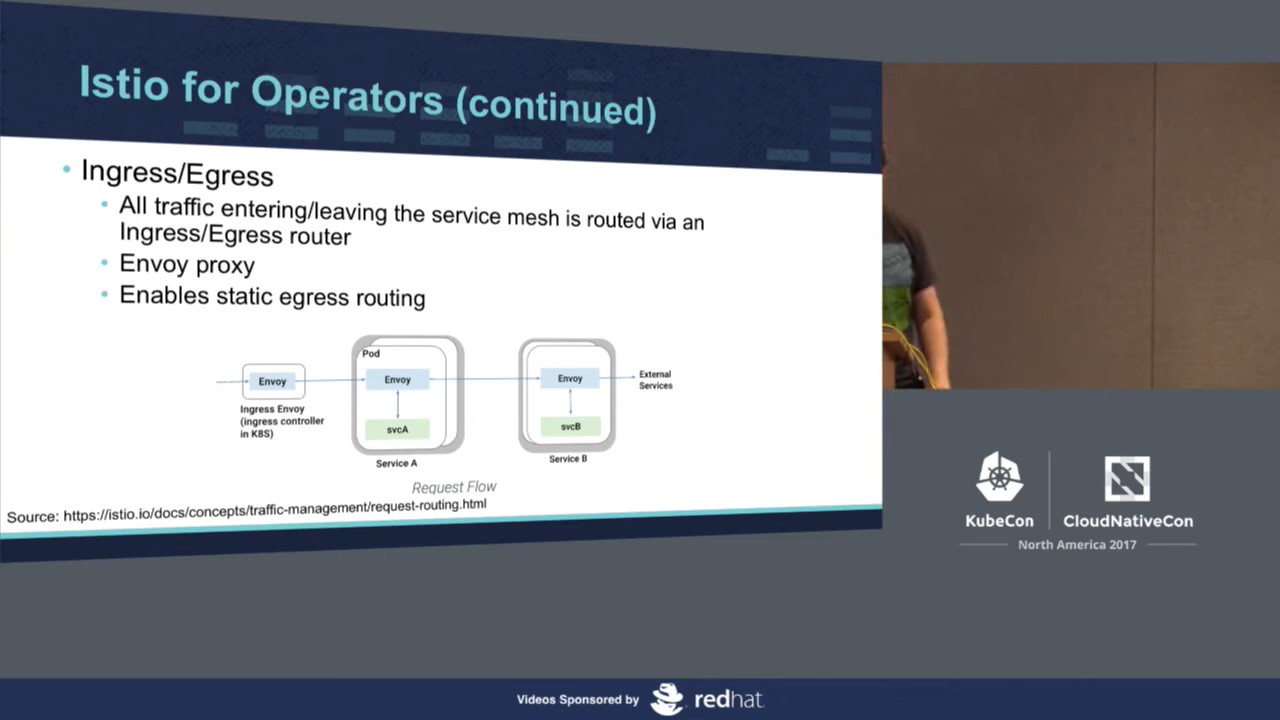 Istio for Operators (continued)
• Ingress/Egress
• All traffic entering/leaving the service mesh is routed via an
Ingress/Egress router
• Envoy proxy
• Enables static egress routing
Pod
Envoy
Envoy
Envoy
External
Services
Ingress Envoy
(ingress controller
in K8S)
svcA
svcB
Service A
Service B
Request Flow
Source: https://istio.io/docs/concepts/traffic-management/request-routing.html
KubeCon
CloudNativeCon
North America 2017
Videos Sponsored by
redhat